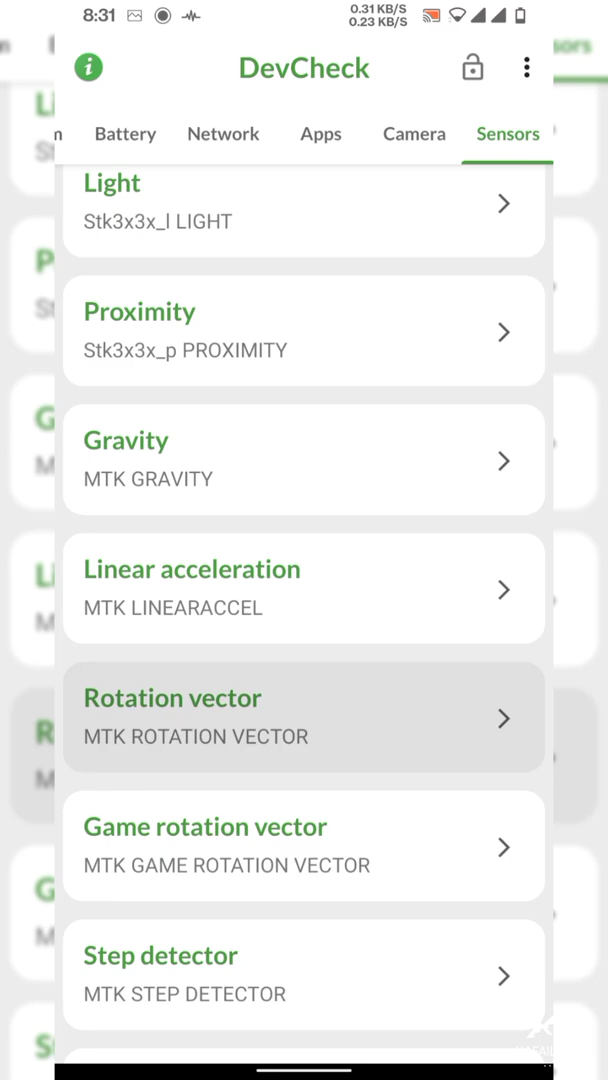 8:31
0.31 KB/S
0.23 KB/S
DevCheck
Battery Network Apps Camera Sensors
Light
Stk3x3x_l LIGHT
Proximity
Stk3x3x_p PROXIMITY
Gravity
MTK GRAVITY
Linear acceleration
MTK LINEARACCEL
Rotation vector
MTK ROTATION VECTOR
Game rotation vector
MTK GAME ROTATION VECTOR
Step detector
MTK STEP DETECTOR